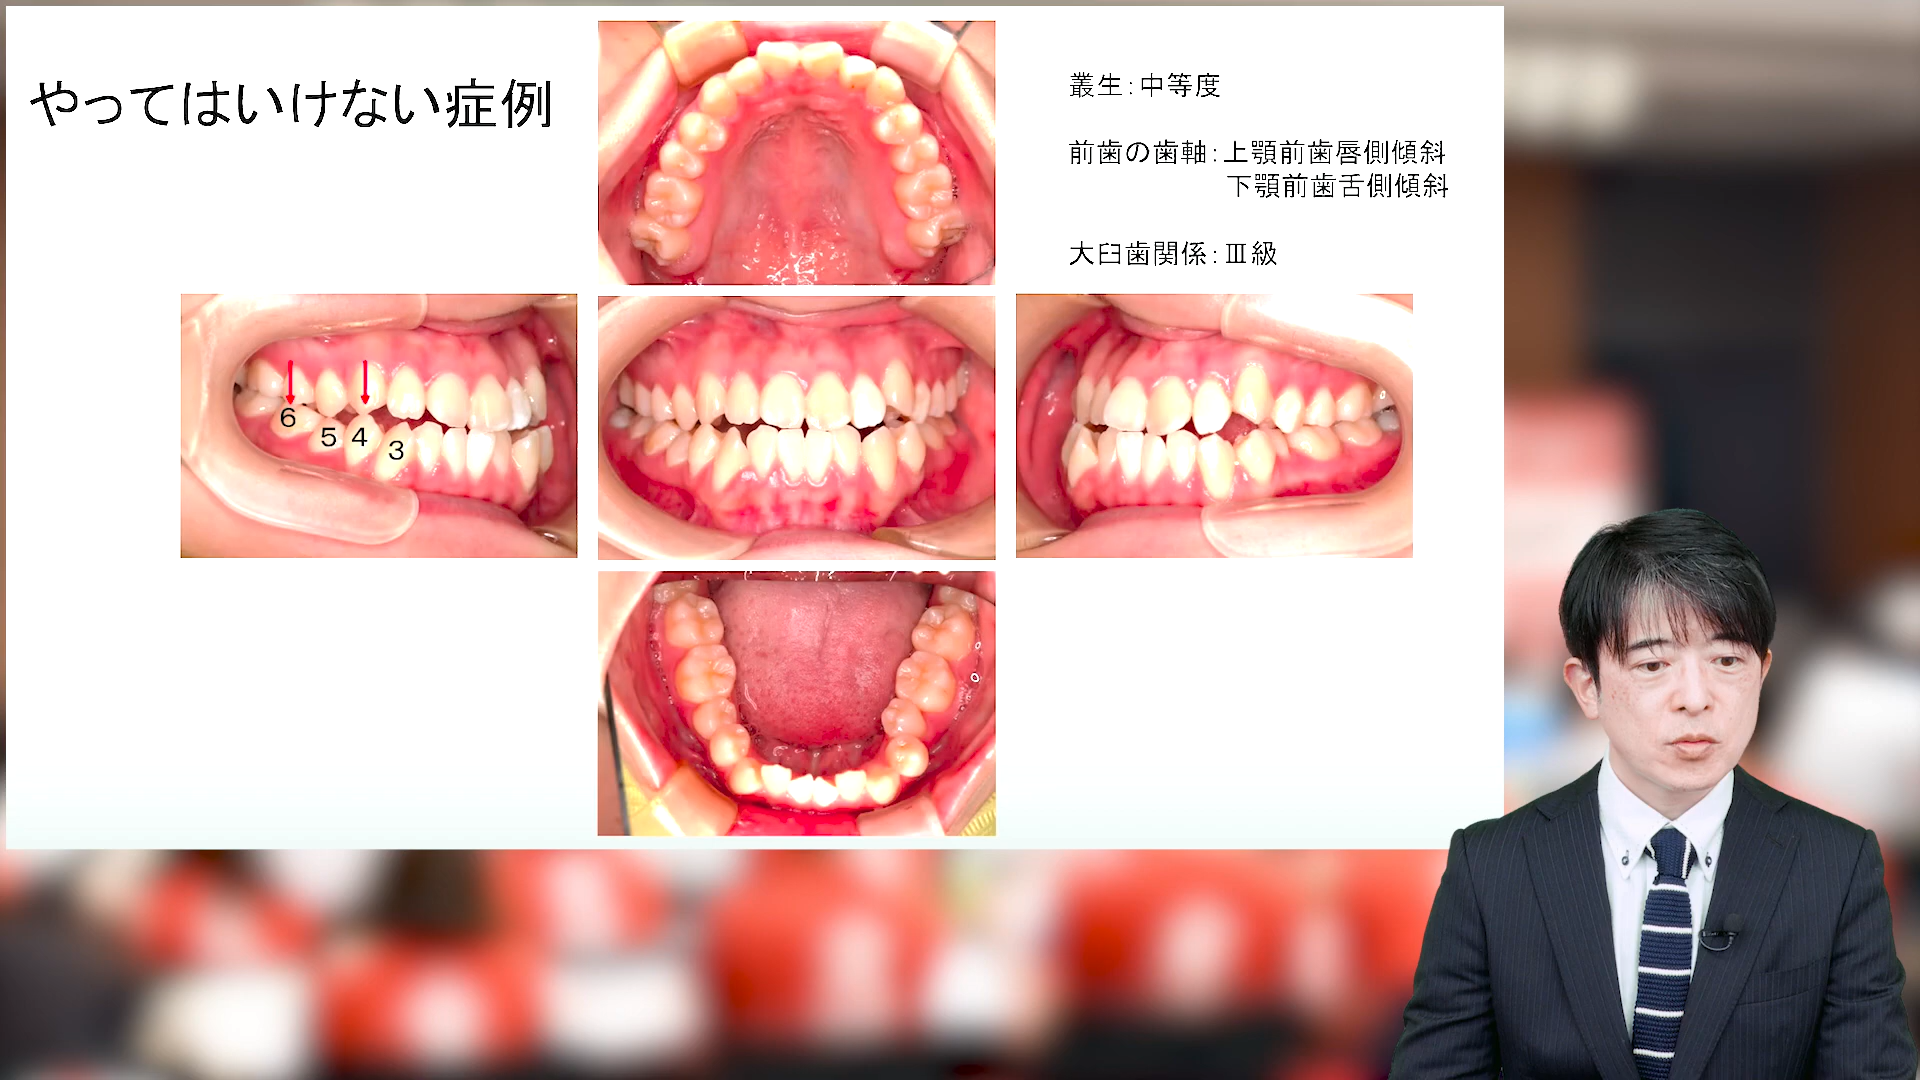 やってはいけない症例
叢生：中等度
前歯の歯軸：上顎前歯唇側傾斜
下顎前歯舌側傾斜
大臼歯関係：Ⅲ級
6
5
4
3